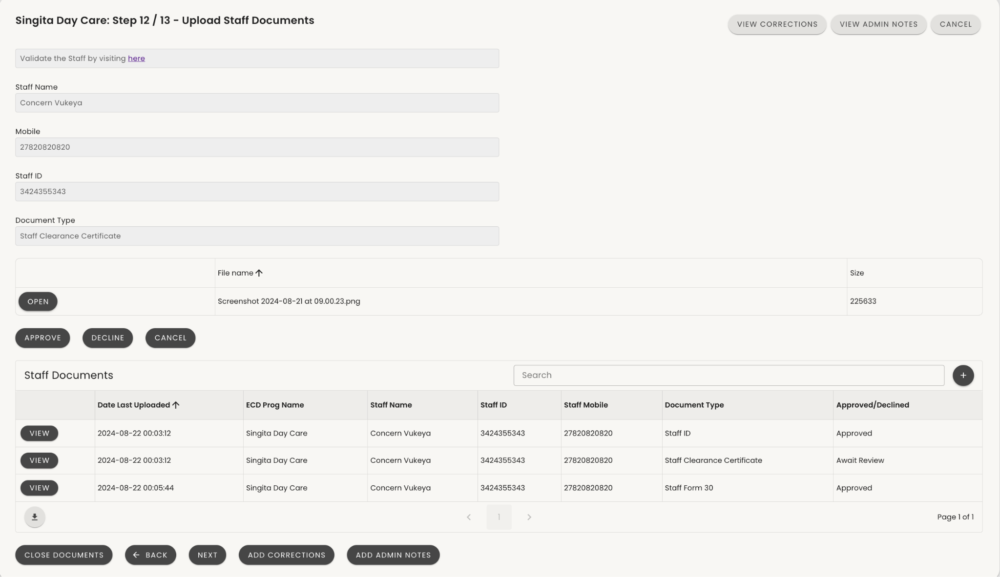 Singita Day Care: Step 12 / 13 - Upload Staff Documents
VIEW CORRECTIONS VIEW ADMIN NOTES CANCEL
Validate the Staff by visiting here
Staff Name
Concern Vukeya
Mobile
27820820820
Staff ID
3424355343
Document Type
Staff Clearance Certificate
File name Size
OPEN Screenshot 2024-08-21 at 09.00.23.png 225633
APPROVE DECLINE CANCEL
Staff Documents Search +
Date Last Uploaded ECD Prog Name Staff Name Staff ID Staff Mobile Document Type Approved/Declined
VIEW 2024-08-22 00:03:12 Singita Day Care Concern Vukeya 3424355343 27820820820 Staff ID Approved
VIEW 2024-08-22 00:03:12 Singita Day Care Concern Vukeya 3424355343 27820820820 Staff Clearance Certificate Await Review
VIEW 2024-08-22 00:05:44 Singita Day Care Concern Vukeya 3424355343 27820820820 Staff Form 30 Approved
1 Page 1 of 1
CLOSE DOCUMENTS BACK NEXT ADD CORRECTIONS ADD ADMIN NOTES